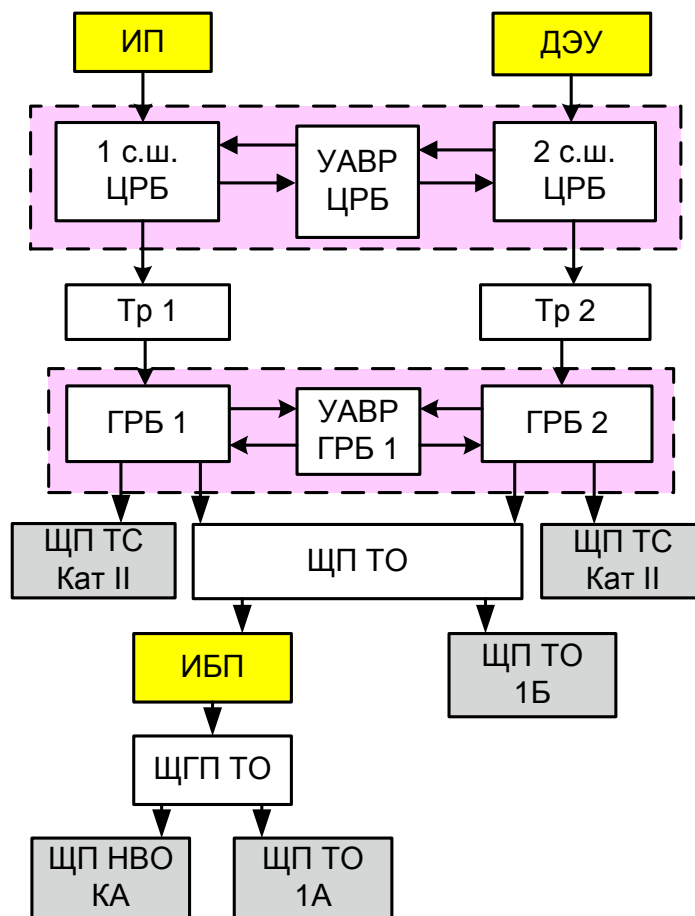 ИП
ДЭУ
1 с.ш.
ЦРБ
УАВР
ЦРБ
2 с.ш.
ЦРБ
Тр 1
Тр 2
ГРБ 1
УАВР
ГРБ 1
ГРБ 2
ЩП ТС
Кат II
ЩП ТО
ЩП ТС
Кат II
ИБП
ЩП ТО
1Б
ЩГП ТО
ЩП НВО
КА
ЩП ТО
1А